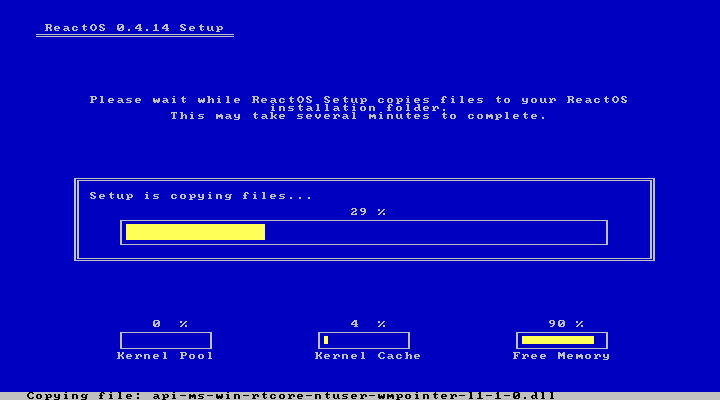 ReactOS 0.4.14 Setup
Please wait while ReactOS Setup copies files to your ReactOS
installation folder.
This may take several minutes to complete.
Setup is copying files...
29 %
0 % 4 % 90 %
Kernel Pool Kernel Cache Free Memory
Copying file: api-ms-win-rtcore-ntuser-wmpointer-l1-1-0.dll